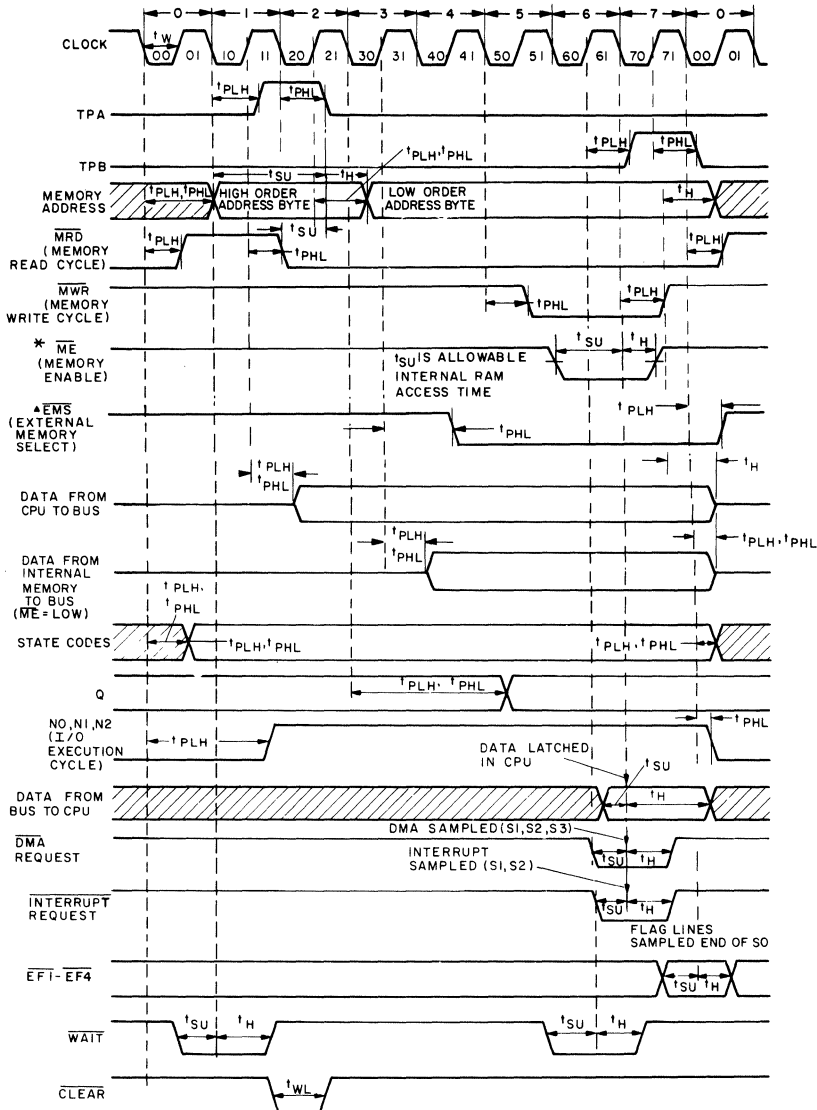 0 1 2 3 4 5 6 7 0
CLOCK
tW
00 01 10 11 20 21 30 31 40 41 50 51 60 61 70 71 00 01
tPLH tPHL
TPA
tPLH tPHL
TPB
tPLH, tPHL
tSU tH
MEMORY
ADDRESS
tPLH, tPHL
HIGH ORDER
ADDRESS BYTE
LOW ORDER
ADDRESS BYTE
tH
MRD
(MEMORY
READ CYCLE)
tPLH
tSU
tPHL
tPLH
MWR
(MEMORY
WRITE CYCLE)
tPHL
tPLH
* ME
(MEMORY
ENABLE)
tSU tH
tSU IS ALLOWABLE
INTERNAL RAM
ACCESS TIME
▲EMS
(EXTERNAL
MEMORY
SELECT)
tPHL
tPLH
tH
DATA FROM
CPU TO BUS
tPLH
tPHL
tPLH, tPHL
DATA FROM
INTERNAL
MEMORY
TO BUS
(ME = LOW)
tPLH
tPHL
tPLH,
tPHL
STATE CODES
tPLH, tPHL
tPLH, tPHL
Q
tPLH, tPHL
tPHL
N0, N1, N2
(I/O
EXECUTION
CYCLE)
tPLH
DATA LATCHED
IN CPU
tSU
DATA FROM
BUS TO CPU
tH
DMA SAMPLED (S1, S2, S3)
DMA
REQUEST
tSU tH
INTERRUPT
SAMPLED (S1, S2)
INTERRUPT
REQUEST
tSU tH
FLAG LINES
SAMPLED END OF S0
EF1-EF4
tSU tH
WAIT
tSU tH
tSU tH
CLEAR
tWL